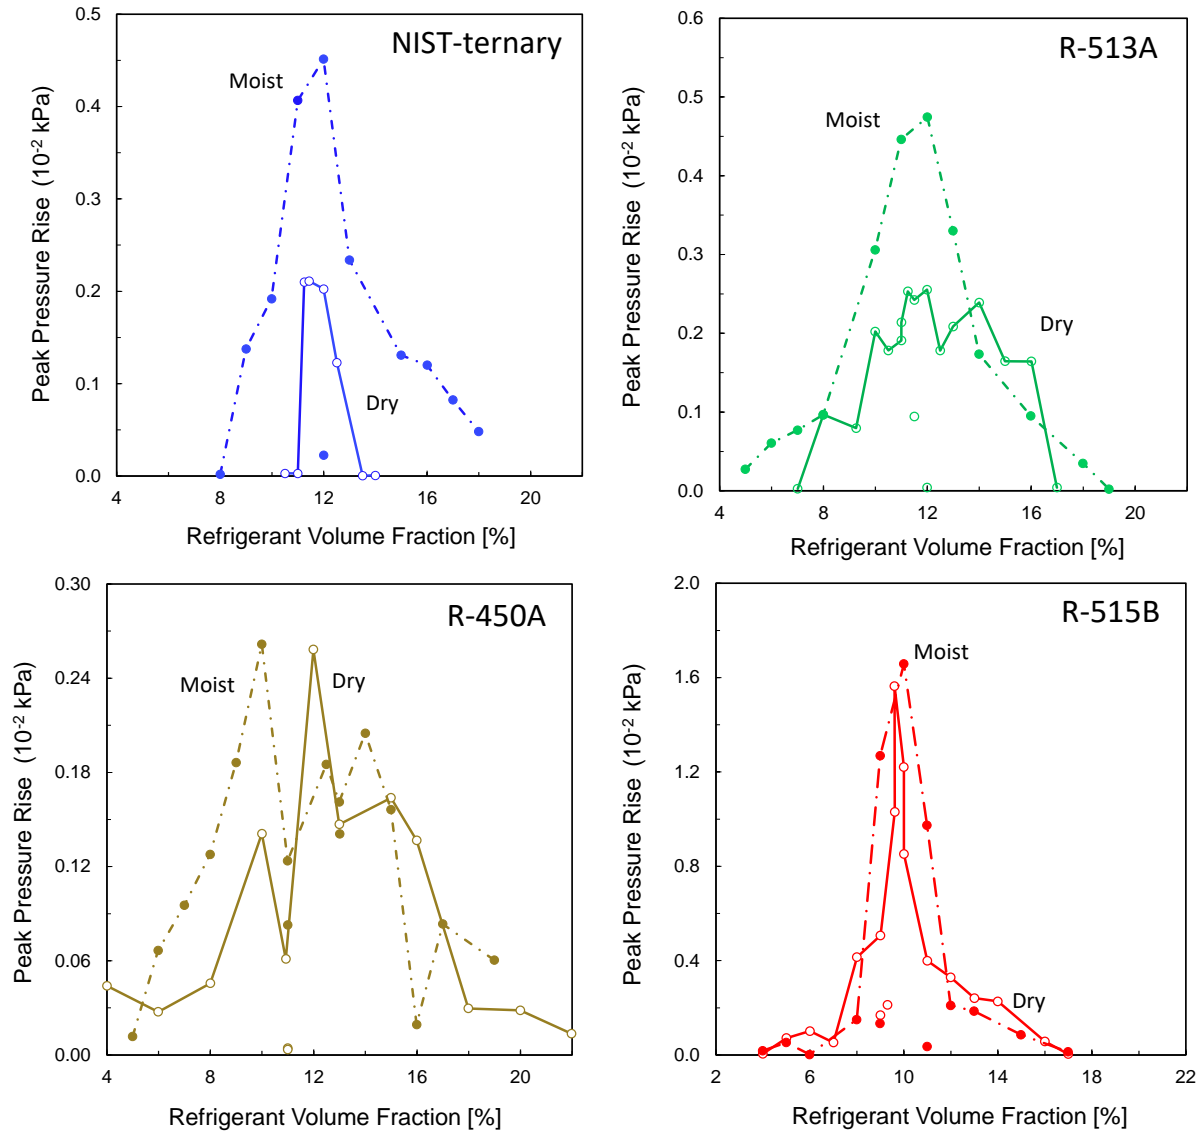 NIST-ternary
Moist
Dry
Peak Pressure Rise (10⁻² kPa)
0.5
0.4
0.3
0.2
0.1
0.0
4 8 12 16 20
Refrigerant Volume Fraction [%]
R-513A
Moist
Dry
Peak Pressure Rise (10⁻² kPa)
0.6
0.5
0.4
0.3
0.2
0.1
0.0
4 8 12 16 20
Refrigerant Volume Fraction [%]
R-450A
Moist
Dry
Peak Pressure Rise (10⁻² kPa)
0.30
0.24
0.18
0.12
0.06
0.00
4 8 12 16 20
Refrigerant Volume Fraction [%]
R-515B
Moist
Dry
Peak Pressure Rise (10⁻² kPa)
2.0
1.6
1.2
0.8
0.4
0.0
2 6 10 14 18 22
Refrigerant Volume Fraction [%]